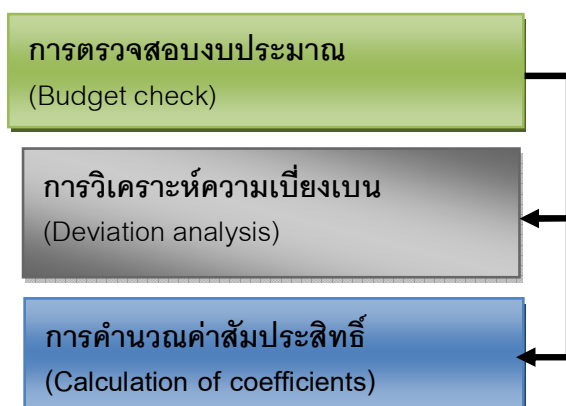 การตรวจสอบงบประมาณ
(Budget check)
การวิเคราะห์ความเบี่ยงเบน
(Deviation analysis)
การคำนวณค่าสัมประสิทธิ์
(Calculation of coefficients)